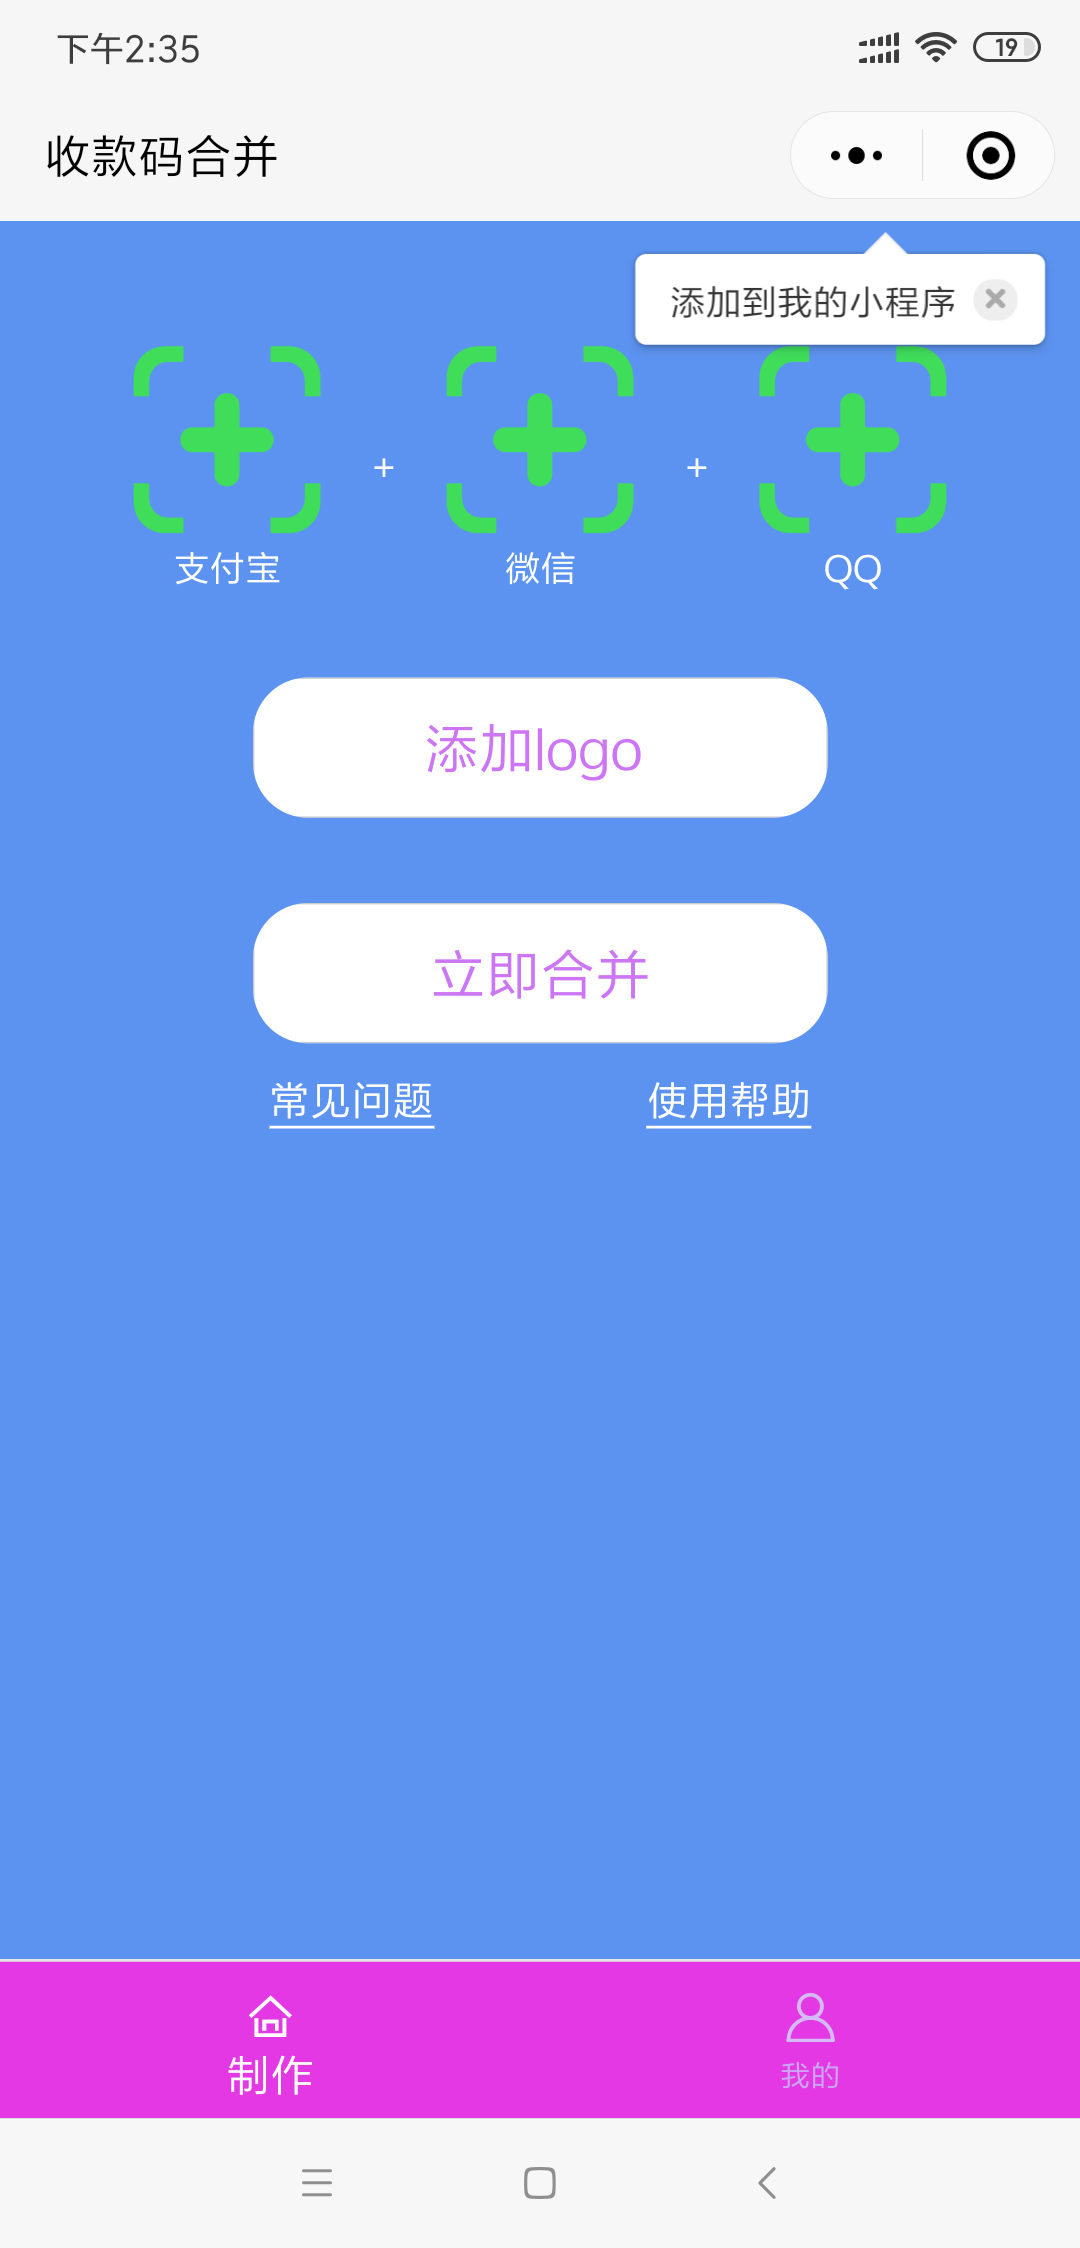 下午2:35
19
收款码合并
添加到我的小程序
+
+
支付宝
微信
QQ
添加logo
立即合并
常见问题
使用帮助
制作
我的